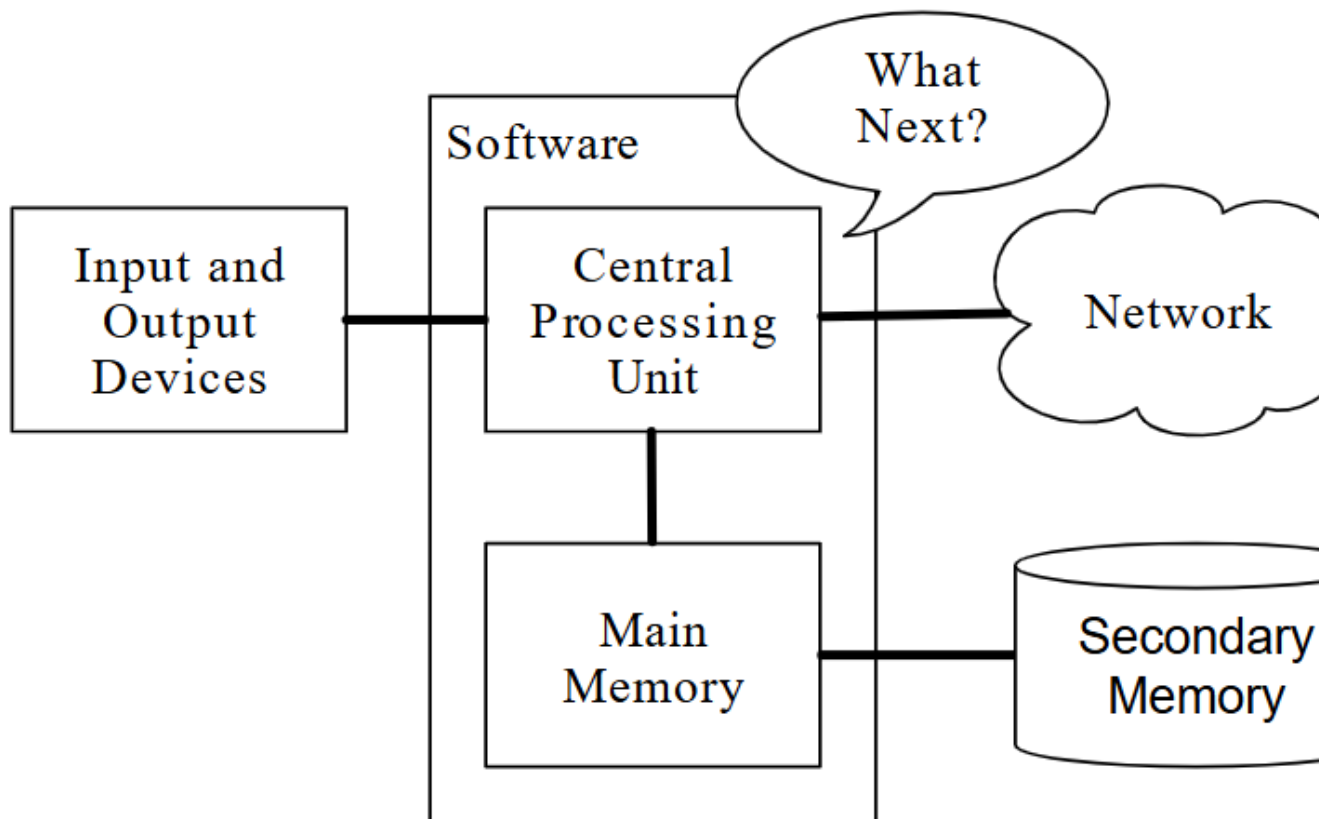 What
Next?
Software
Input and
Output
Devices
Central
Processing
Unit
Network
Main
Memory
Secondary
Memory